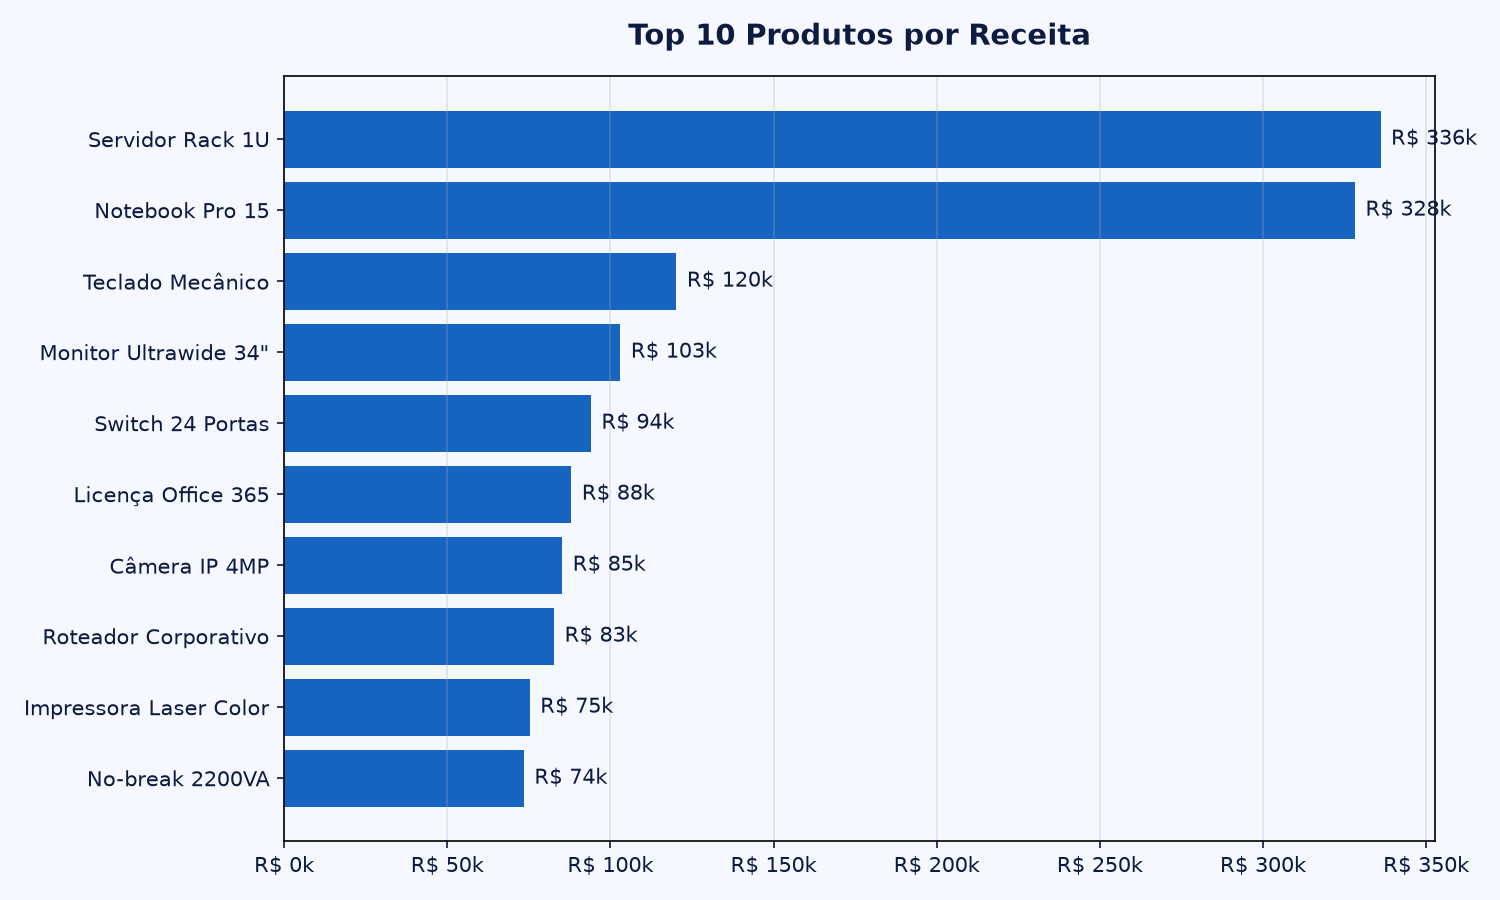 Top 10 Produtos por Receita
Servidor Rack 1U R$ 336k
Notebook Pro 15 R$ 328k
Teclado Mecânico R$ 120k
Monitor Ultrawide 34" R$ 103k
Switch 24 Portas R$ 94k
Licença Office 365 R$ 88k
Câmera IP 4MP R$ 85k
Roteador Corporativo R$ 83k
Impressora Laser Color R$ 75k
No-break 2200VA R$ 74k
R$ 0k R$ 50k R$ 100k R$ 150k R$ 200k R$ 250k R$ 300k R$ 350k